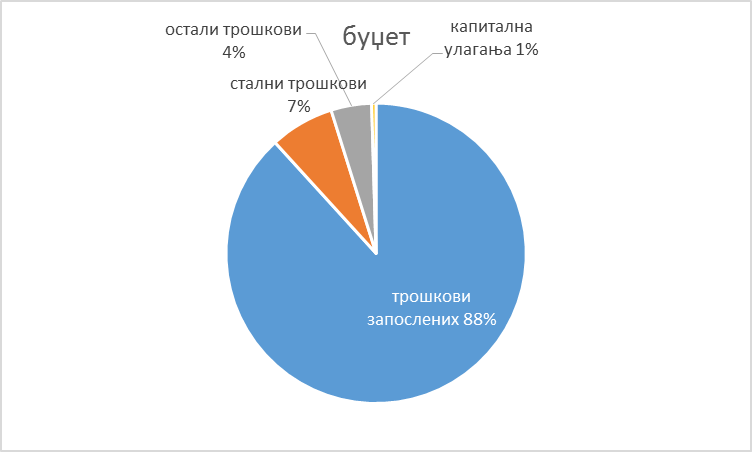 буџет
остали трошкови
4%
капитална
улагања 1%
стални трошкови
7%
трошкови
запослених 88%